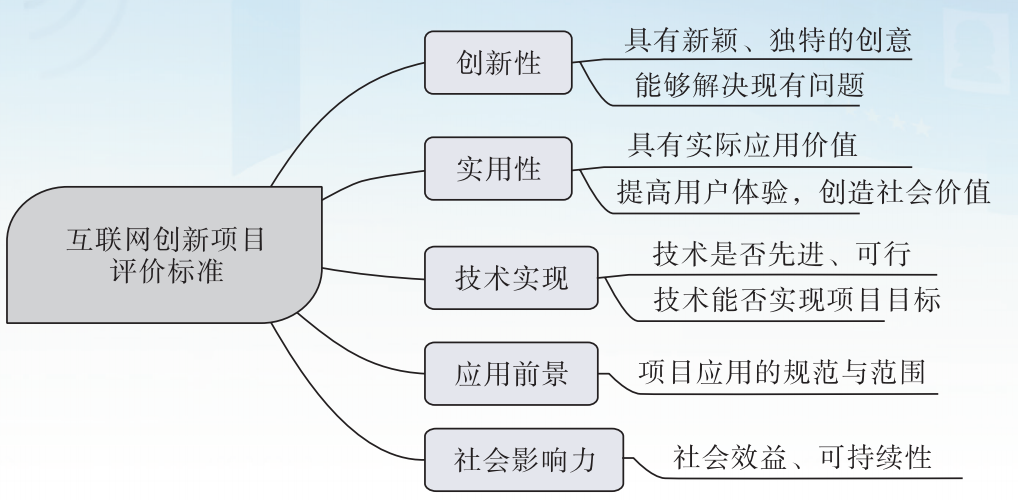 互联网创新项目
评价标准
创新性
具有新颖、独特的创意
能够解决现有问题
实用性
具有实际应用价值
提高用户体验，创造社会价值
技术实现
技术是否先进、可行
技术能否实现项目目标
应用前景
项目应用的规范与范围
社会影响力
社会效益、可持续性